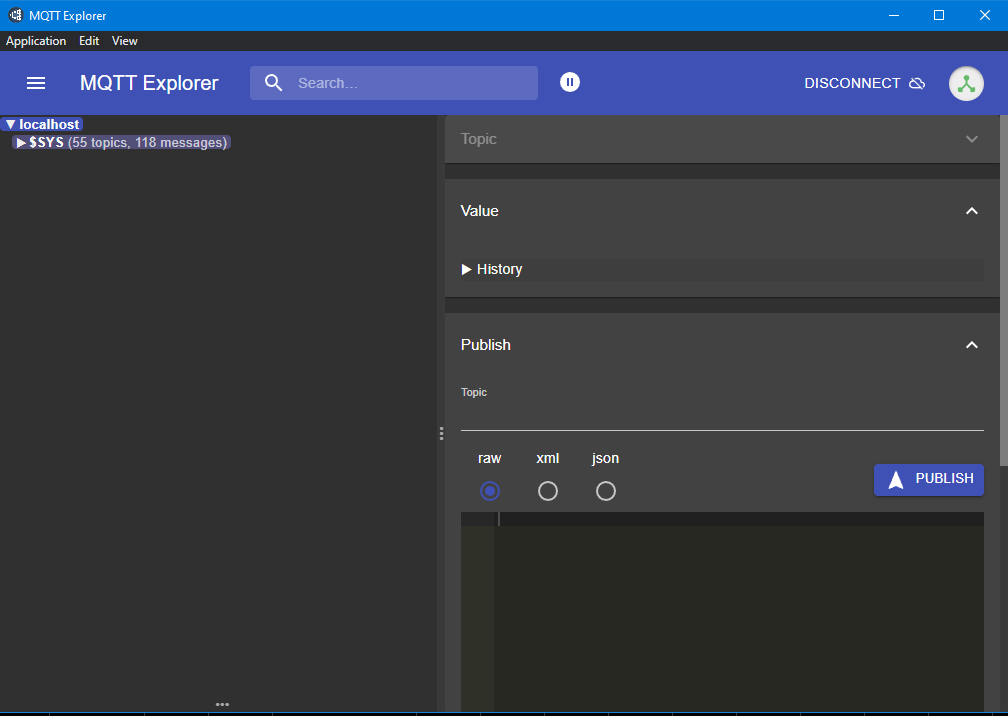 MQTT Explorer
Application Edit View
MQTT Explorer Search... DISCONNECT
▼ localhost
▶ $SYS (55 topics, 118 messages)
Topic
Value
▶ History
Publish
Topic
raw xml json
PUBLISH